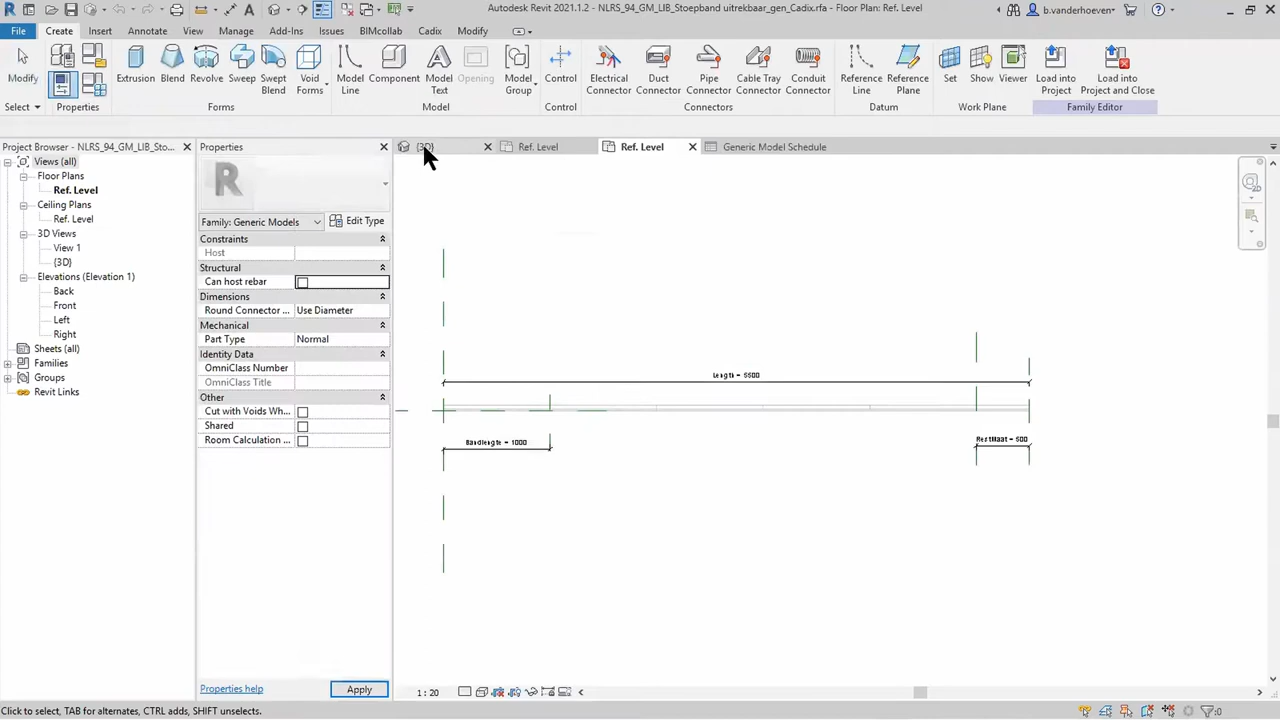 Autodesk Revit 2021.1.2 - NLRS_94_GM_LIB_Stoepband uitrekbaar_gen_Cadix.rfa - Floor Plan: Ref. Level
b.vanderhoeven
File Create Insert Annotate View Manage Add-Ins Issues BIMcollab Cadix Modify
Modify
Extrusion Blend Revolve Sweep Swept Blend Void Forms
Model Line Component Model Text Opening Model Group
Control
Electrical Connector Duct Connector Pipe Connector Cable Tray Connector Conduit Connector
Reference Line Reference Plane
Set Show Viewer
Load into Project Load into Project and Close
Select Properties Forms Model Control Connectors Datum Work Plane Family Editor
Project Browser - NLRS_94_GM_LIB_Sto...
Views (all)
Floor Plans
Ref. Level
Ceiling Plans
Ref. Level
3D Views
View 1
{3D}
Elevations (Elevation 1)
Back
Front
Left
Right
Sheets (all)
Families
Groups
Revit Links
Properties
R
Family: Generic Models
Edit Type
Constraints
Host
Structural
Can host rebar
Dimensions
Round Connector ... Use Diameter
Mechanical
Part Type Normal
Identity Data
OmniClass Number
OmniClass Title
Other
Cut with Voids Wh...
Shared
Room Calculation ...
Properties help
Apply
{3D}
Ref. Level
Ref. Level
Generic Model Schedule
Length = 5500
Bandlengte = 1000
RestMaat = 500
1 : 20
Click to select, TAB for alternates, CTRL adds, SHIFT unselects.
:0